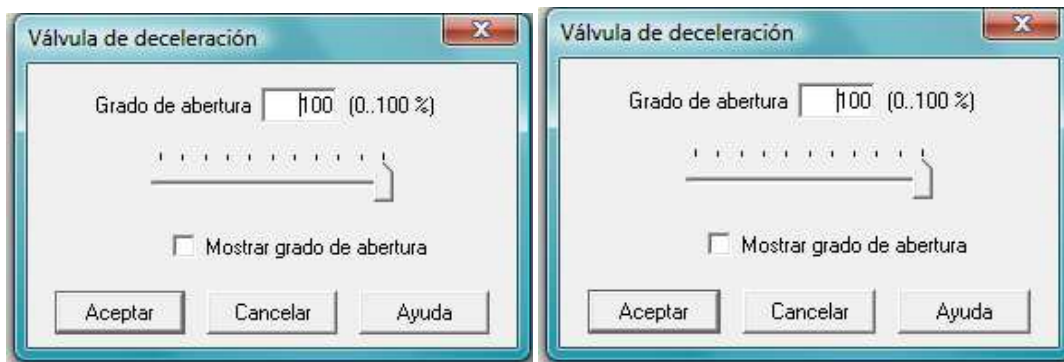 Válvula de deceleración
Grado de abertura 100 (0..100 %)
Mostrar grado de abertura
Aceptar Cancelar Ayuda
Válvula de deceleración
Grado de abertura 100 (0..100 %)
Mostrar grado de abertura
Aceptar Cancelar Ayuda